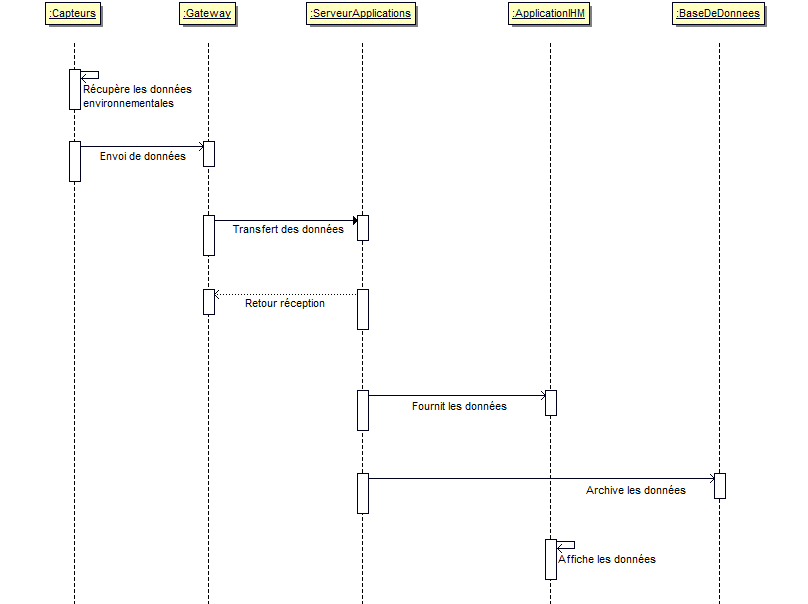 :Capteurs
:Gateway
:ServeurApplications
:ApplicationIHM
:BaseDeDonnees
Récupère les données
environnementales
Envoi de données
Transfert des données
Retour réception
Fournit les données
Archive les données
Affiche les données